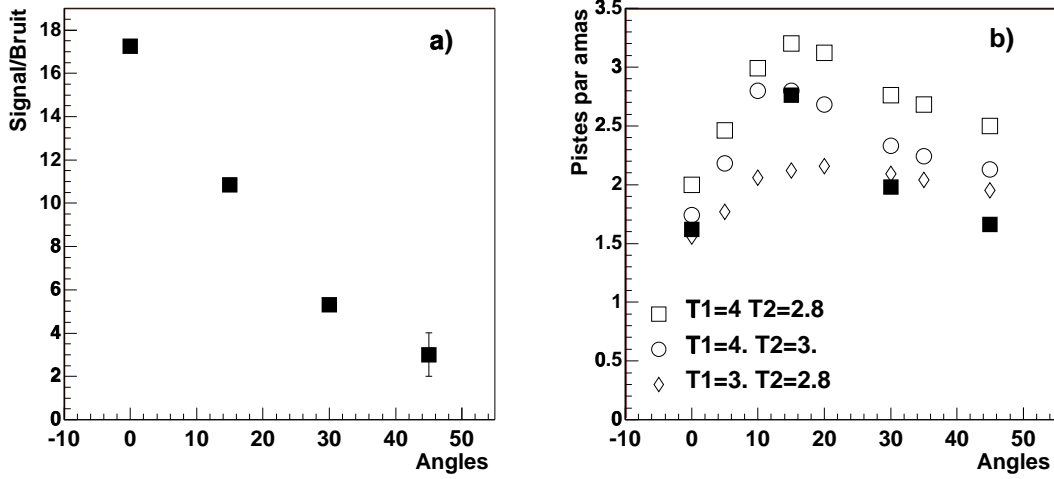 Signal/Bruit
a)
18
16
14
12
10
8
6
4
2
0
-10 0 10 20 30 40 50
Angles
Pistes par amas
b)
3.5
3
2.5
2
1.5
1
0.5
0
T1=4 T2=2.8
T1=4. T2=3.
T1=3. T2=2.8
-10 0 10 20 30 40 50
Angles